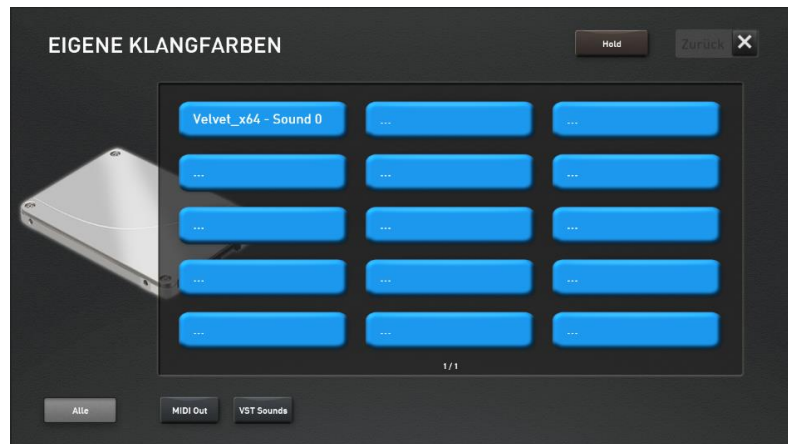 EIGENE KLANGFARBEN
Hold
Zurück
Velvet_x64 - Sound 0
...
...
...
...
...
...
...
...
...
...
...
...
...
...
1/1
Alle
MIDI Out
VST Sounds